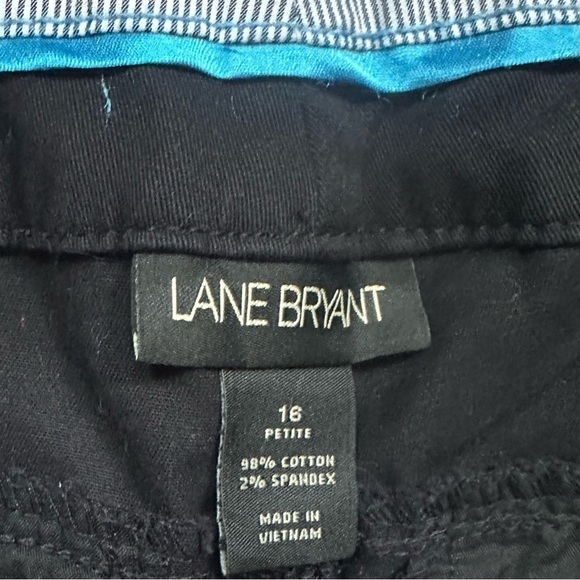 LANE BRYANT
16
PETITE
98% COTTON
2% SPANDEX
MADE IN
VIETNAM